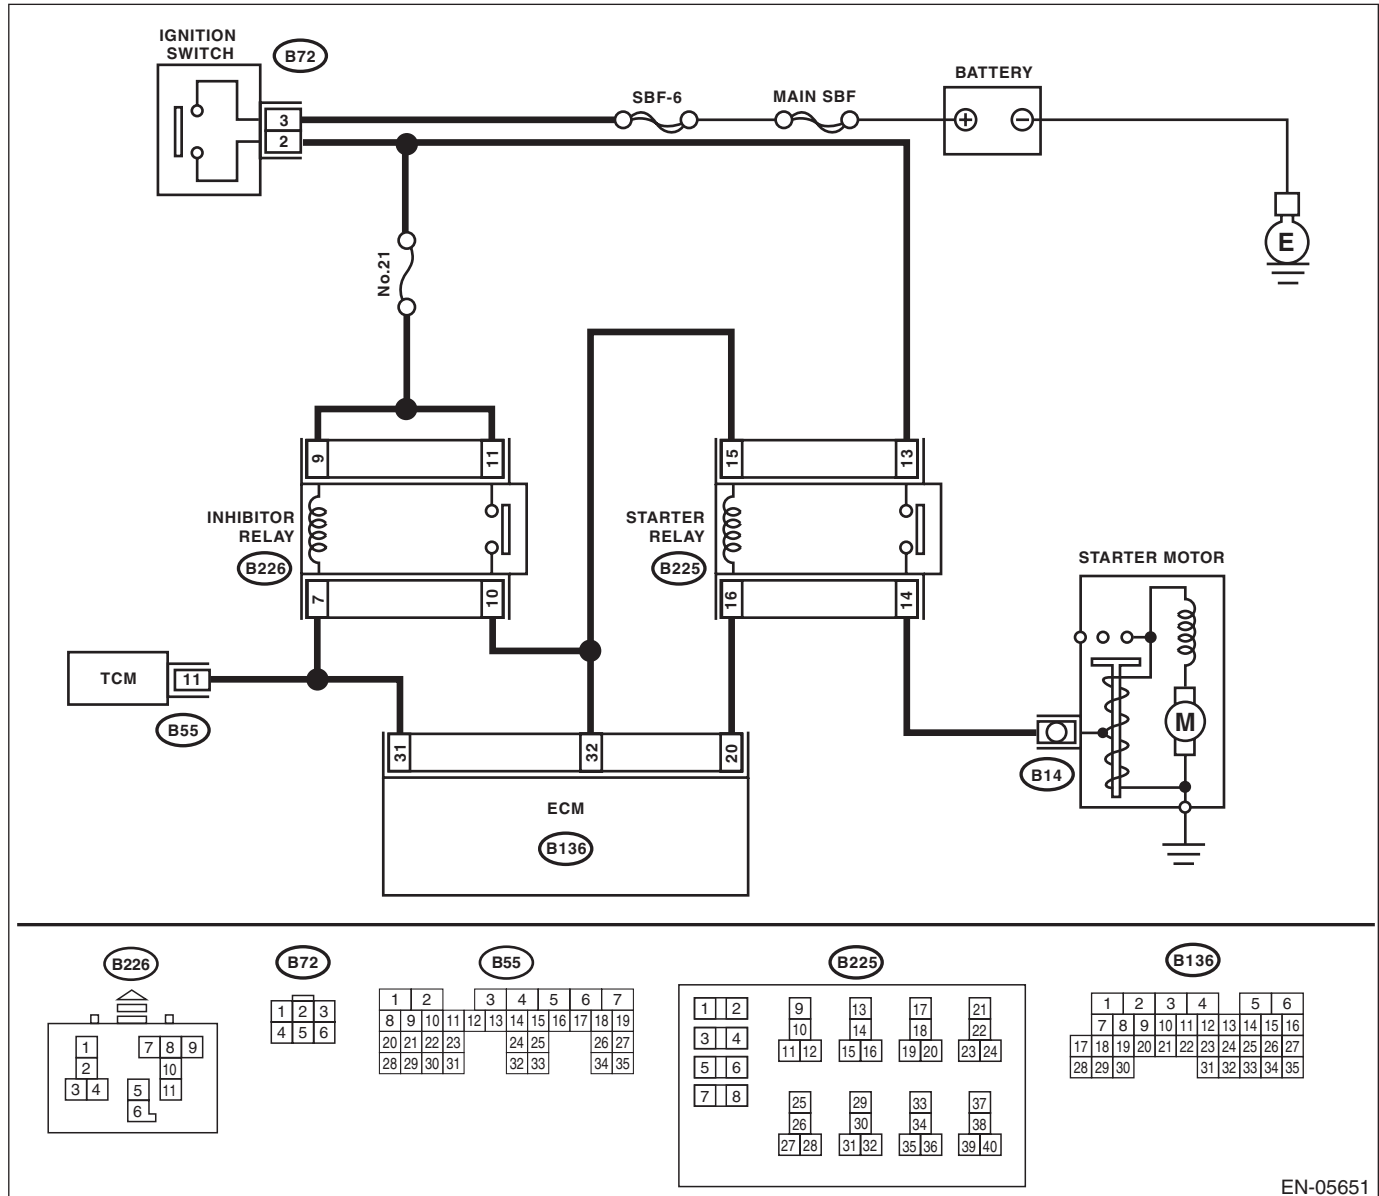 IGNITION
SWITCH
B72
3
2
SBF-6
MAIN SBF
BATTERY
+
−
E
No.21
9
11
15
13
INHIBITOR
RELAY
B226
STARTER
RELAY
B225
7
10
16
14
STARTER MOTOR
M
B14
TCM
11
B55
31
32
20
ECM
B136
B226
B72
B55
B225
B136
1
2
3 4
5
6
7 8 9
10
11
1 2 3
4 5 6
1 2 3 4 5 6 7
8 9 10 11 12 13 14 15 16 17 18 19
20 21 22 23 24 25 26 27
28 29 30 31 32 33 34 35
1 2
3 4
5 6
7 8
9
10
11 12
13
14
15 16
17
18
19 20
21
22
23 24
25
26
27 28
29
30
31 32
33
34
35 36
37
38
39 40
1 2 3 4 5 6
7 8 9 10 11 12 13 14 15 16
17 18 19 20 21 22 23 24 25 26 27
28 29 30 31 32 33 34 35
EN-05651